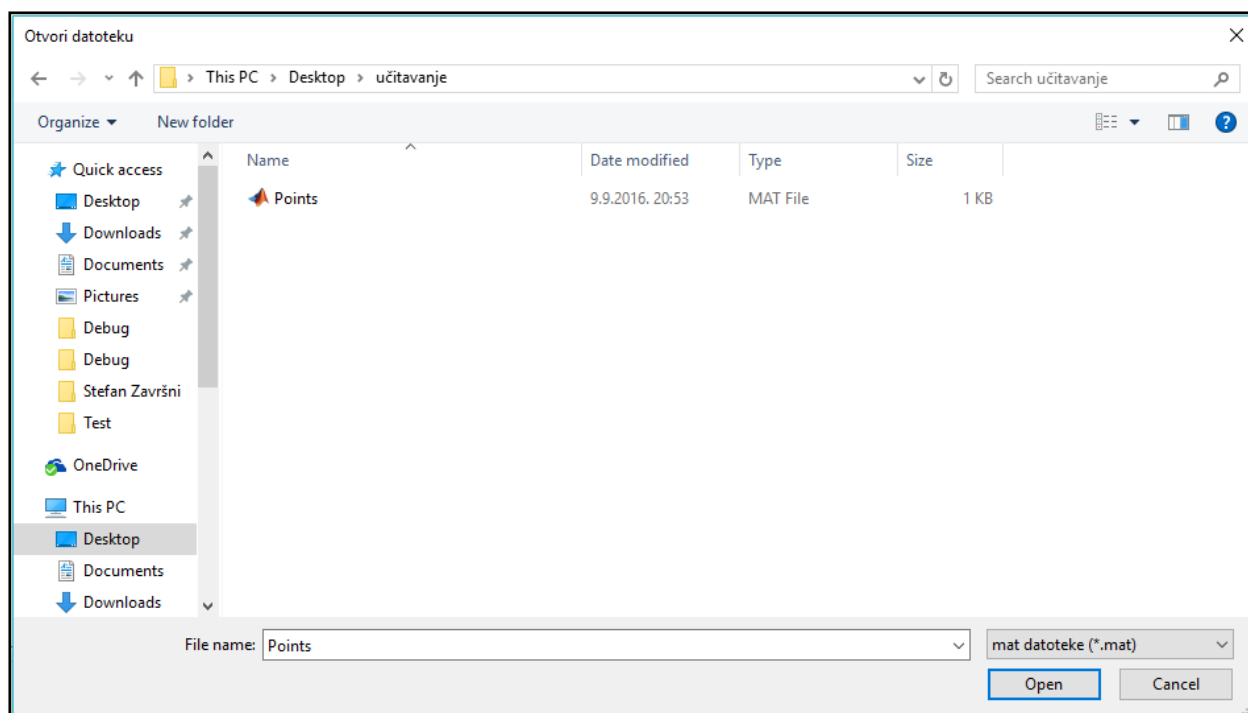 Otvori datoteku
This PC > Desktop > učitavanje
Search učitavanje
Organize
New folder
Quick access
Desktop
Downloads
Documents
Pictures
Debug
Debug
Stefan Završni
Test
OneDrive
This PC
Desktop
Documents
Downloads
Name Date modified Type Size
Points 9.9.2016. 20:53 MAT File 1 KB
File name: Points
mat datoteke (*.mat)
Open Cancel